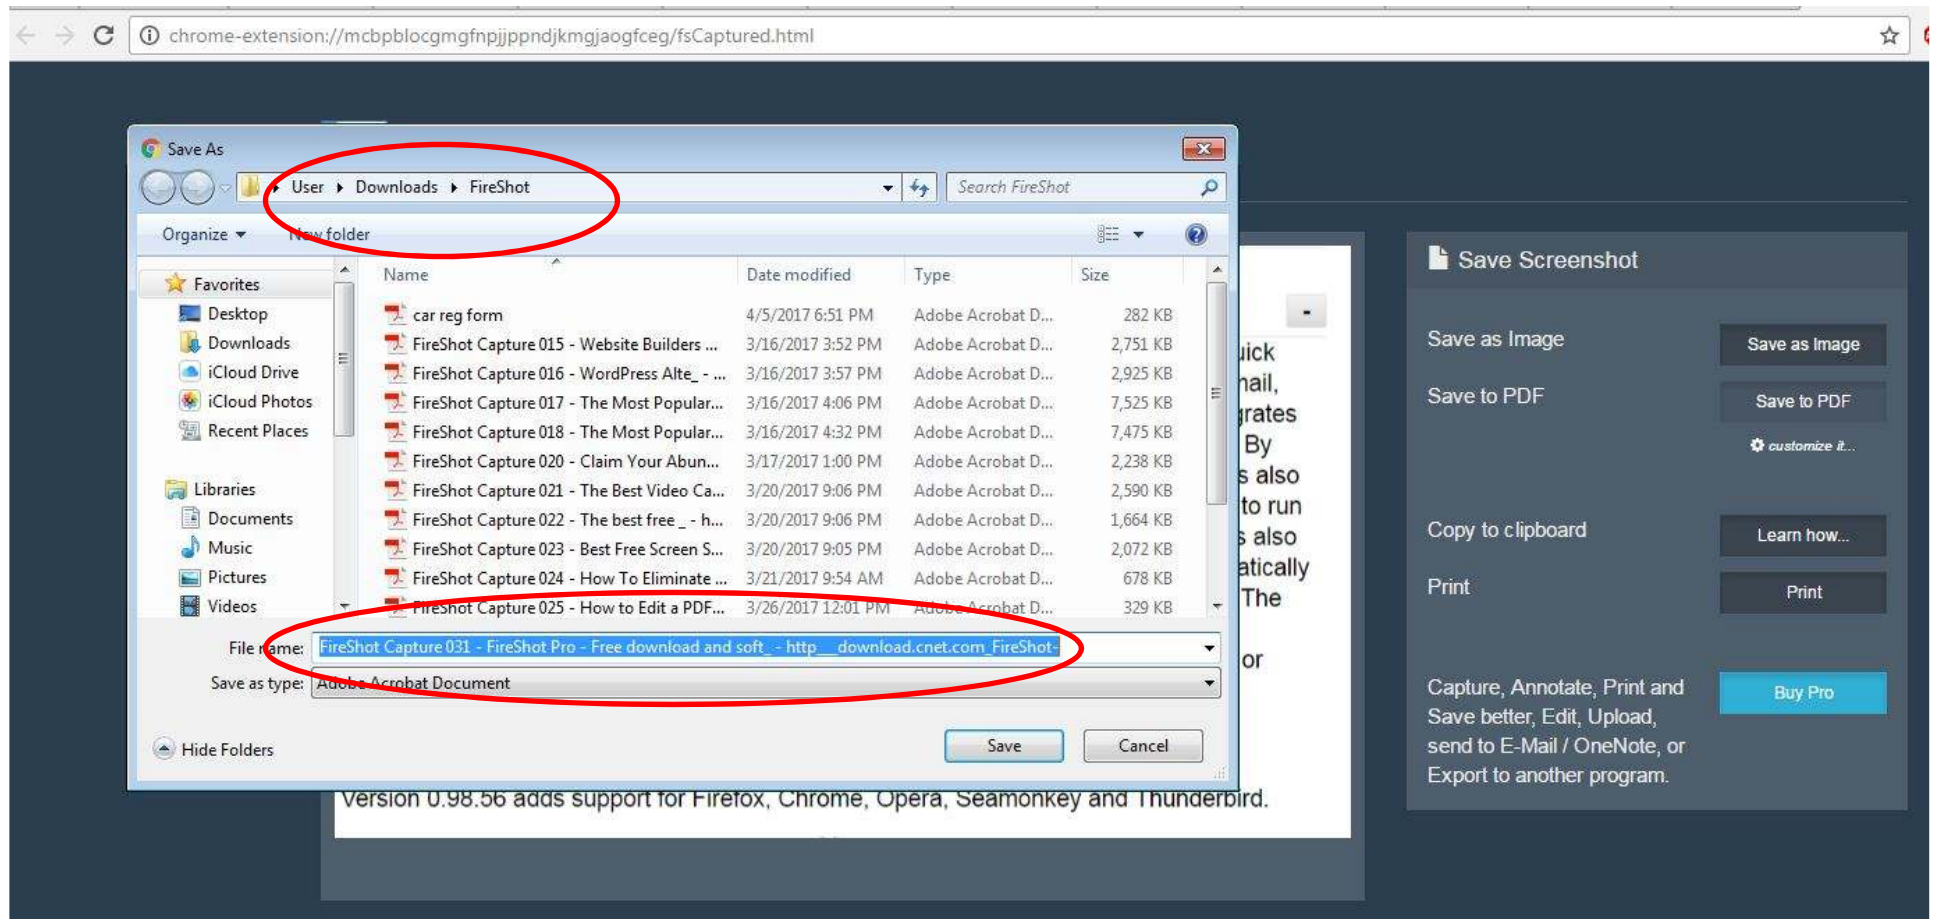 chrome-extension://mcbpblocgmgfnpjjppndjkmgjaogfceg/fsCaptured.html
Save As
User Downloads FireShot
Search FireShot
Organize New folder
Name Date modified Type Size
Favorites
Desktop
Downloads
iCloud Drive
iCloud Photos
Recent Places
Libraries
Documents
Music
Pictures
Videos
car reg form 4/5/2017 6:51 PM Adobe Acrobat D... 282 KB
FireShot Capture 015 - Website Builders ... 3/16/2017 3:52 PM Adobe Acrobat D... 2,751 KB
FireShot Capture 016 - WordPress Alte_ - ... 3/16/2017 3:57 PM Adobe Acrobat D... 2,925 KB
FireShot Capture 017 - The Most Popular... 3/16/2017 4:06 PM Adobe Acrobat D... 7,525 KB
FireShot Capture 018 - The Most Popular... 3/16/2017 4:32 PM Adobe Acrobat D... 7,475 KB
FireShot Capture 020 - Claim Your Abun... 3/17/2017 1:00 PM Adobe Acrobat D... 2,238 KB
FireShot Capture 021 - The Best Video Ca... 3/20/2017 9:06 PM Adobe Acrobat D... 2,590 KB
FireShot Capture 022 - The best free _ - h... 3/20/2017 9:06 PM Adobe Acrobat D... 1,664 KB
FireShot Capture 023 - Best Free Screen S... 3/20/2017 9:05 PM Adobe Acrobat D... 2,072 KB
FireShot Capture 024 - How To Eliminate ... 3/21/2017 9:54 AM Adobe Acrobat D... 678 KB
FireShot Capture 025 - How to Edit a PDF... 3/26/2017 12:01 PM Adobe Acrobat D... 329 KB
File name: FireShot Capture 031 - FireShot Pro - Free download and soft_ - http___download.cnet.com_FireShot-
Save as type: Adobe Acrobat Document
Hide Folders
Save Cancel
By
also
to run
also
The
or
Version 0.98.56 adds support for Firefox, Chrome, Opera, Seamonkey and Thunderbird.
Save Screenshot
Save as Image Save as Image
Save to PDF Save to PDF
customize it...
Copy to clipboard Learn how...
Print Print
Capture, Annotate, Print and
Save better, Edit, Upload,
send to E-Mail / OneNote, or
Export to another program.
Buy Pro